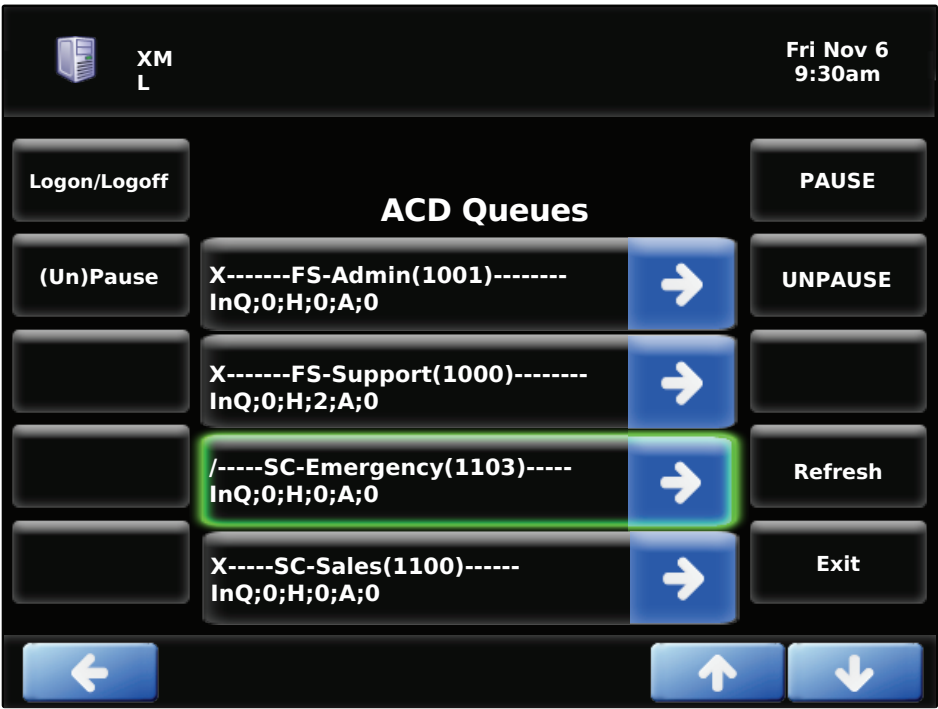 XM
L
Fri Nov 6
9:30am
Logon/Logoff
PAUSE
ACD Queues
(Un)Pause
X-------FS-Admin(1001)--------
InQ;0;H;0;A;0
UNPAUSE
X-------FS-Support(1000)--------
InQ;0;H;2;A;0
/-----SC-Emergency(1103)-----
InQ;0;H;0;A;0
Refresh
X-----SC-Sales(1100)------
InQ;0;H;0;A;0
Exit